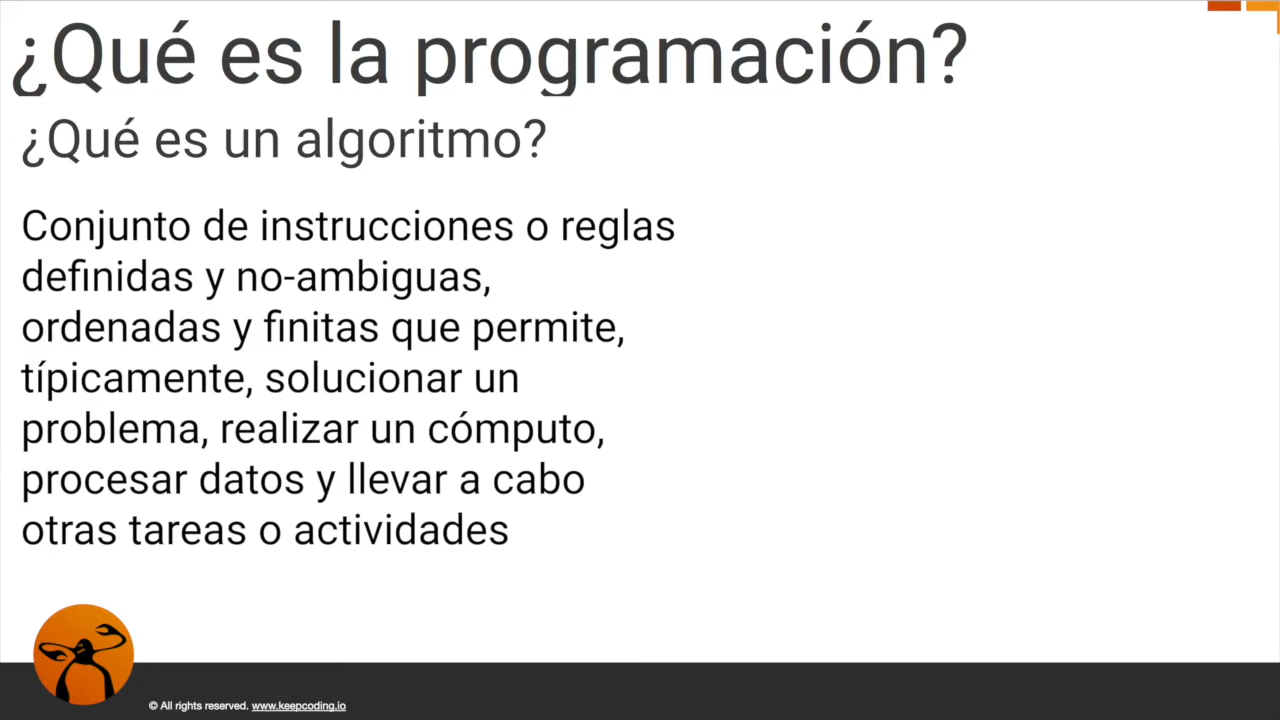 ¿Qué es la programación?
¿Qué es un algoritmo?
Conjunto de instrucciones o reglas
definidas y no-ambiguas,
ordenadas y finitas que permite,
típicamente, solucionar un
problema, realizar un cómputo,
procesar datos y llevar a cabo
otras tareas o actividades
© All rights reserved. www.keepcoding.io